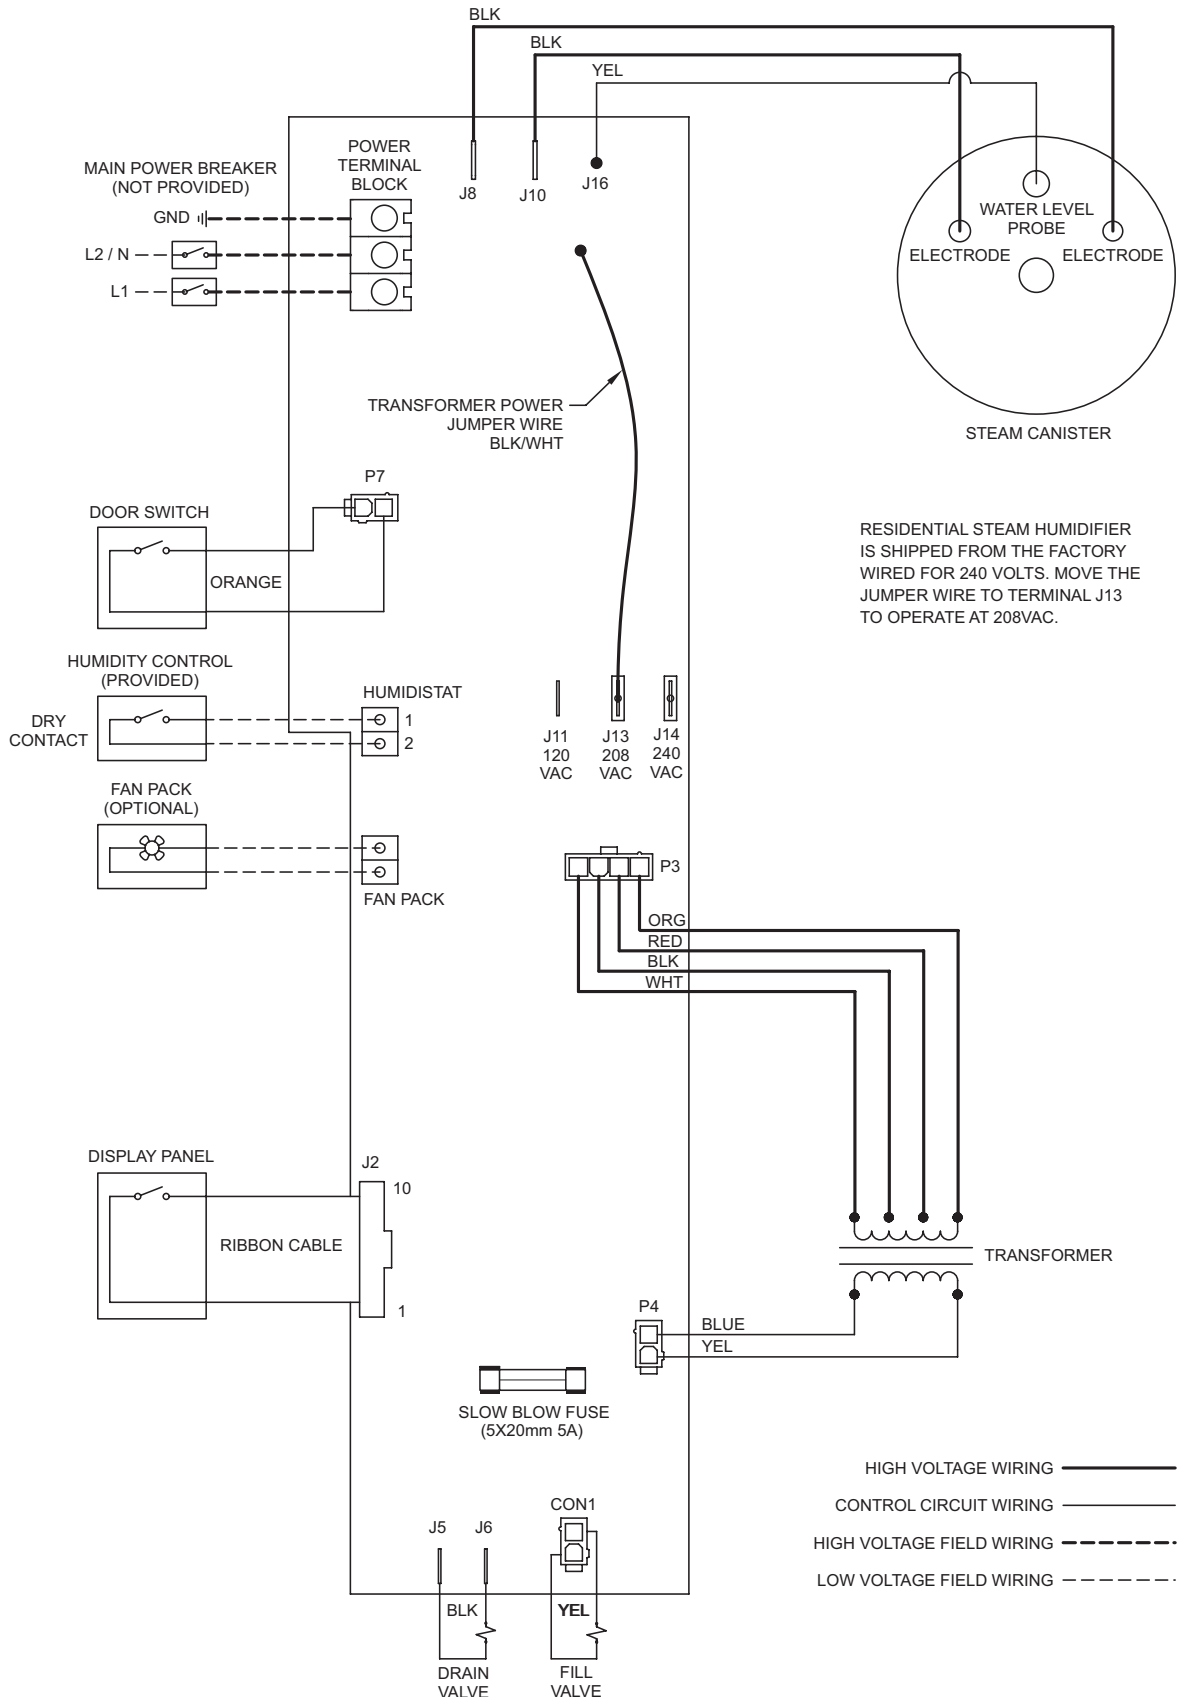 BLK
BLK
YEL
POWER
TERMINAL
BLOCK
MAIN POWER BREAKER
(NOT PROVIDED)
GND
L2 / N
L1
J8
J10
J16
WATER LEVEL
PROBE
ELECTRODE
ELECTRODE
STEAM CANISTER
TRANSFORMER POWER
JUMPER WIRE
BLK/WHT
P7
DOOR SWITCH
ORANGE
RESIDENTIAL STEAM HUMIDIFIER
IS SHIPPED FROM THE FACTORY
WIRED FOR 240 VOLTS. MOVE THE
JUMPER WIRE TO TERMINAL J13
TO OPERATE AT 208VAC.
HUMIDITY CONTROL
(PROVIDED)
DRY
CONTACT
HUMIDISTAT
1
2
J11
120
VAC
J13
208
VAC
J14
240
VAC
FAN PACK
(OPTIONAL)
FAN PACK
P3
ORG
RED
BLK
WHT
DISPLAY PANEL
J2
10
RIBBON CABLE
1
TRANSFORMER
P4
BLUE
YEL
SLOW BLOW FUSE
(5X20mm 5A)
HIGH VOLTAGE WIRING
CONTROL CIRCUIT WIRING
HIGH VOLTAGE FIELD WIRING
LOW VOLTAGE FIELD WIRING
J5
J6
CON1
BLK
YEL
DRAIN
VALVE
FILL
VALVE